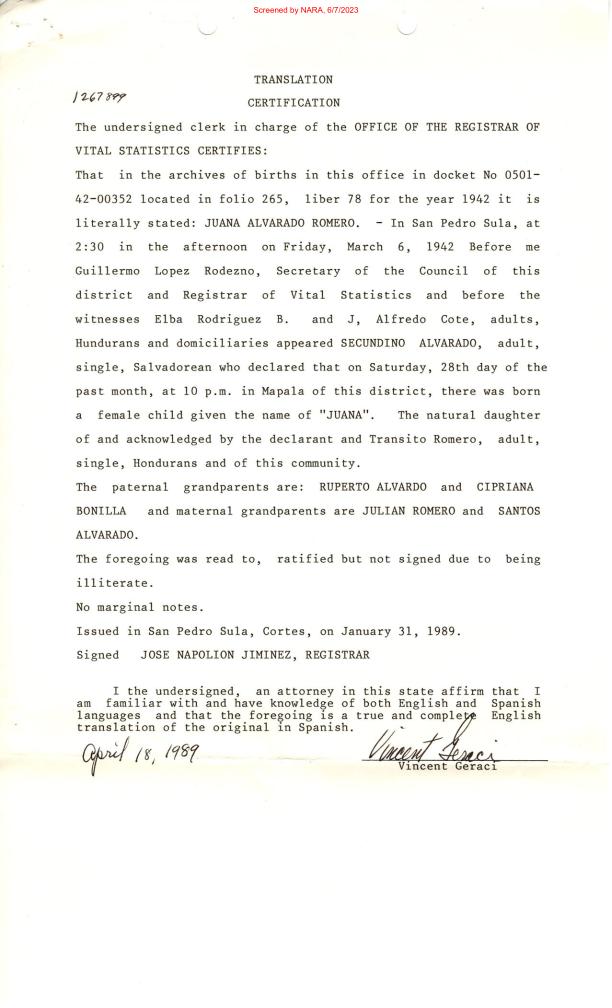 Screened by NARA, 6/7/2023
TRANSLATION
1267899
CERTIFICATION
The undersigned clerk in charge of the OFFICE OF THE REGISTRAR OF
VITAL STATISTICS CERTIFIES:
That in the archives of births in this office in docket No 0501-
42-00352 located in folio 265, liber 78 for the year 1942 it is
literally stated: JUANA ALVARADO ROMERO. - In San Pedro Sula, at
2:30 in the afternoon on Friday, March 6, 1942 Before me
Guillermo Lopez Rodezno, Secretary of the Council of this
district and Registrar of Vital Statistics and before the
witnesses Elba Rodriguez B. and J, Alfredo Cote, adults,
Hundurans and domiciliaries appeared SECUNDINO ALVARADO, adult,
single, Salvadorean who declared that on Saturday, 28th day of the
past month, at 10 p.m. in Mapala of this district, there was born
a female child given the name of "JUANA". The natural daughter
of and acknowledged by the declarant and Transito Romero, adult,
single, Hondurans and of this community.
The paternal grandparents are: RUPERTO ALVARDO and CIPRIANA
BONILLA and maternal grandparents are JULIAN ROMERO and SANTOS
ALVARADO.
The foregoing was read to, ratified but not signed due to being
illiterate.
No marginal notes.
Issued in San Pedro Sula, Cortes, on January 31, 1989.
Signed JOSE NAPOLION JIMINEZ, REGISTRAR
I the undersigned, an attorney in this state affirm that I
am familiar with and have knowledge of both English and Spanish
languages and that the foregoing is a true and complete English
translation of the original in Spanish.
April 18, 1989 Vincent Geraci
Vincent Geraci